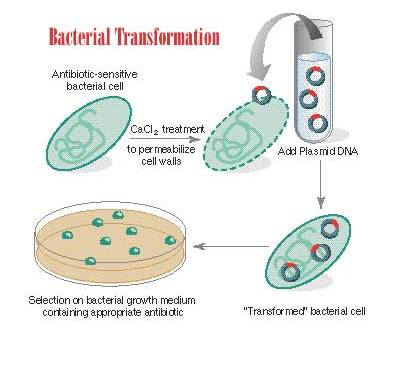 Bacterial Transformation
Antibiotic-sensitive
bacterial cell
CaCl₂ treatment
to permeabilize
cell walls
Add Plasmid DNA
"Transformed" bacterial cell
Selection on bacterial growth medium
containing appropriate antibiotic